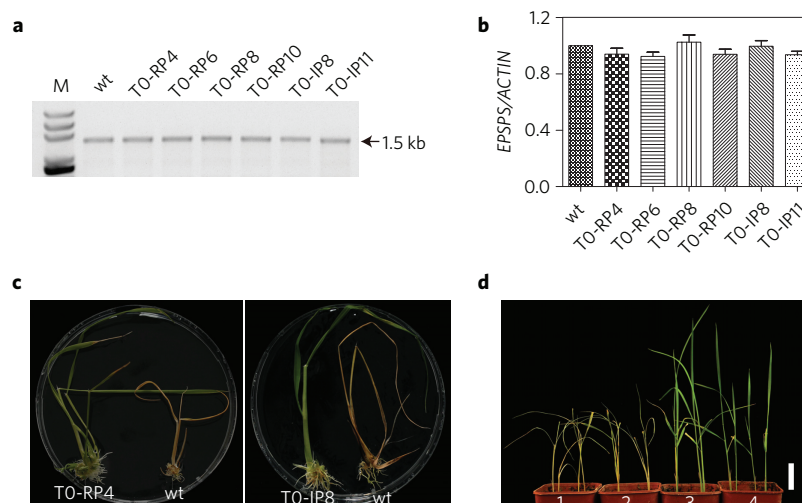 a
M wt T0-RP4 T0-RP6 T0-RP8 T0-RP10 T0-IP8 T0-IP11
1.5 kb
b
EPSPS/ACTIN
1.2
0.8
0.4
0.0
wt T0-RP4 T0-RP6 T0-RP8 T0-RP10 T0-IP8 T0-IP11
c
T0-RP4 wt
T0-IP8 wt
d
1 2 3 4